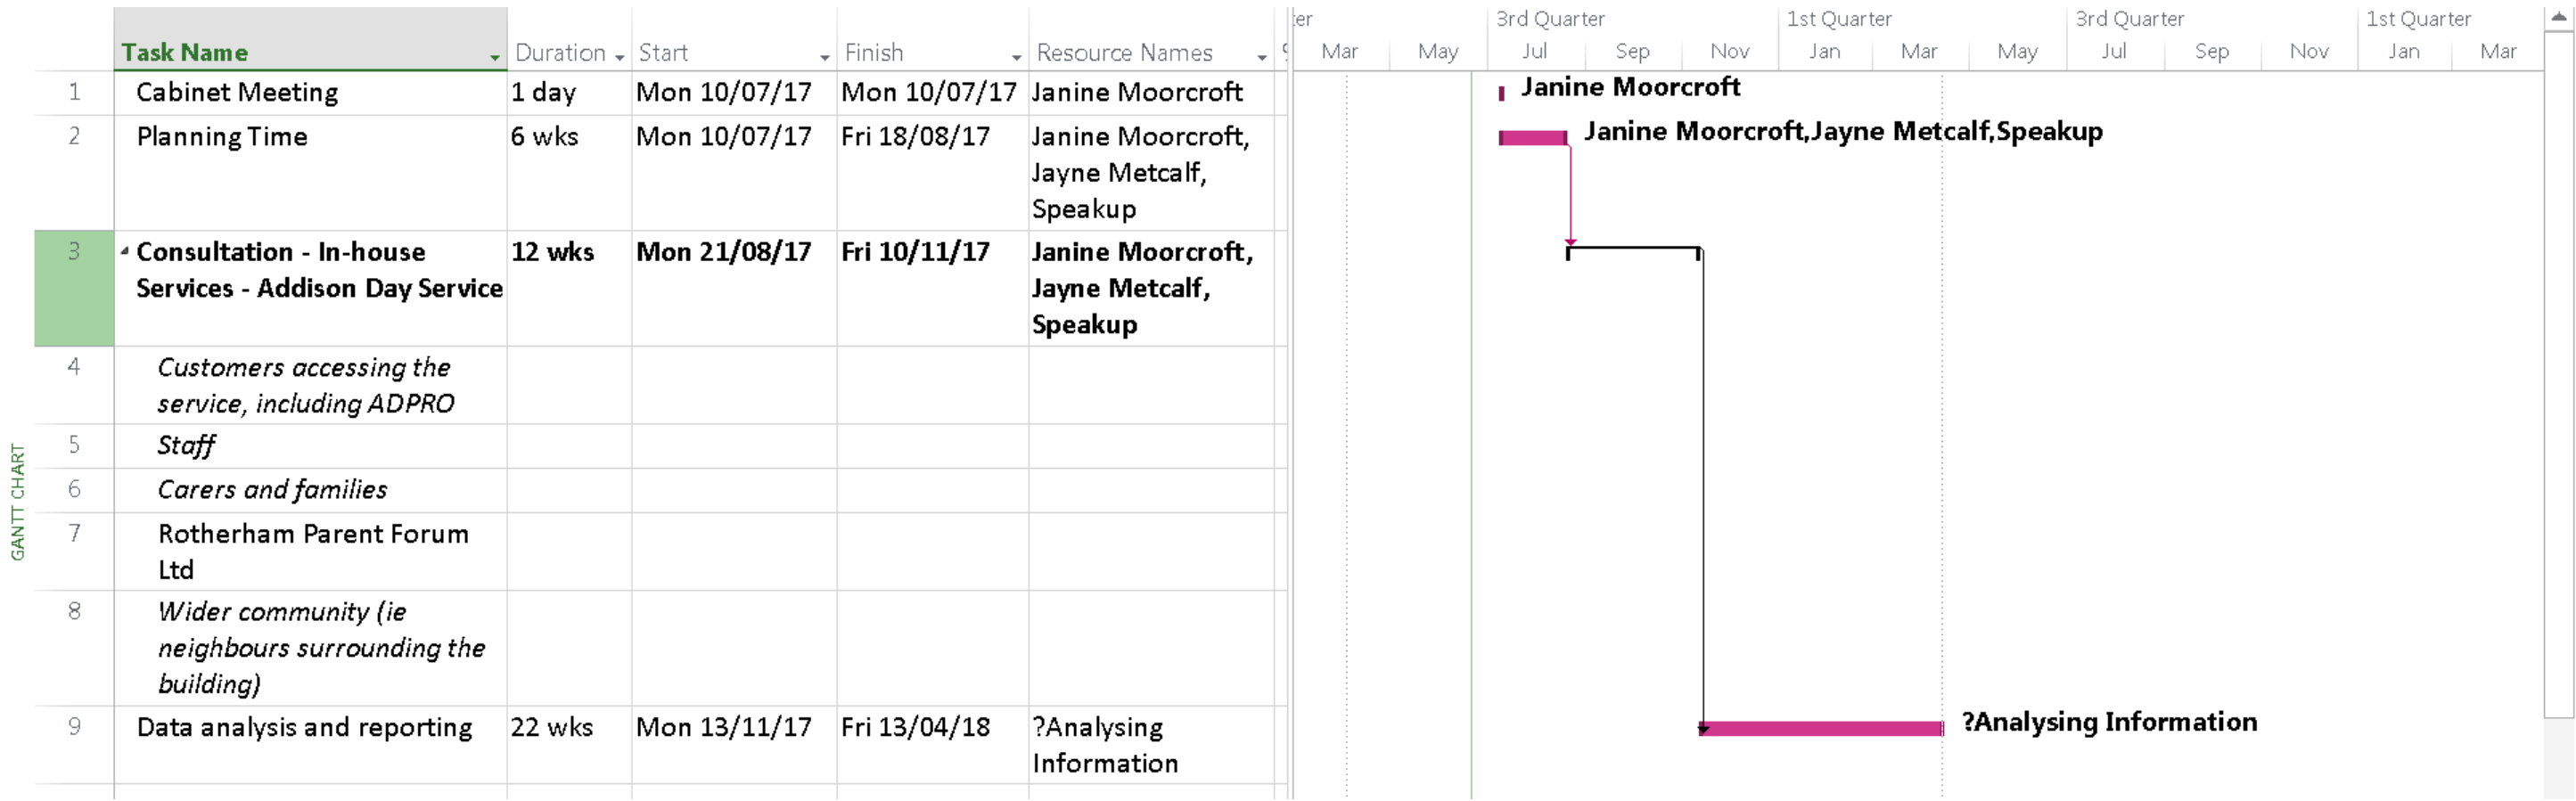 ter 3rd Quarter 1st Quarter 3rd Quarter 1st Quarter
Task Name Duration Start Finish Resource Names Mar May Jul Sep Nov Jan Mar May Jul Sep Nov Jan Mar
1 Cabinet Meeting 1 day Mon 10/07/17 Mon 10/07/17 Janine Moorcroft Janine Moorcroft
2 Planning Time 6 wks Mon 10/07/17 Fri 18/08/17 Janine Moorcroft, Janine Moorcroft,Jayne Metcalf,Speakup
Jayne Metcalf,
Speakup
3 Consultation - In-house 12 wks Mon 21/08/17 Fri 10/11/17 Janine Moorcroft,
Services - Addison Day Service Jayne Metcalf,
Speakup
4 Customers accessing the
service, including ADPRO
5 Staff
6 Carers and families
7 Rotherham Parent Forum
Ltd
8 Wider community (ie
neighbours surrounding the
building)
9 Data analysis and reporting 22 wks Mon 13/11/17 Fri 13/04/18 ?Analysing ?Analysing Information
Information
GANTT CHART